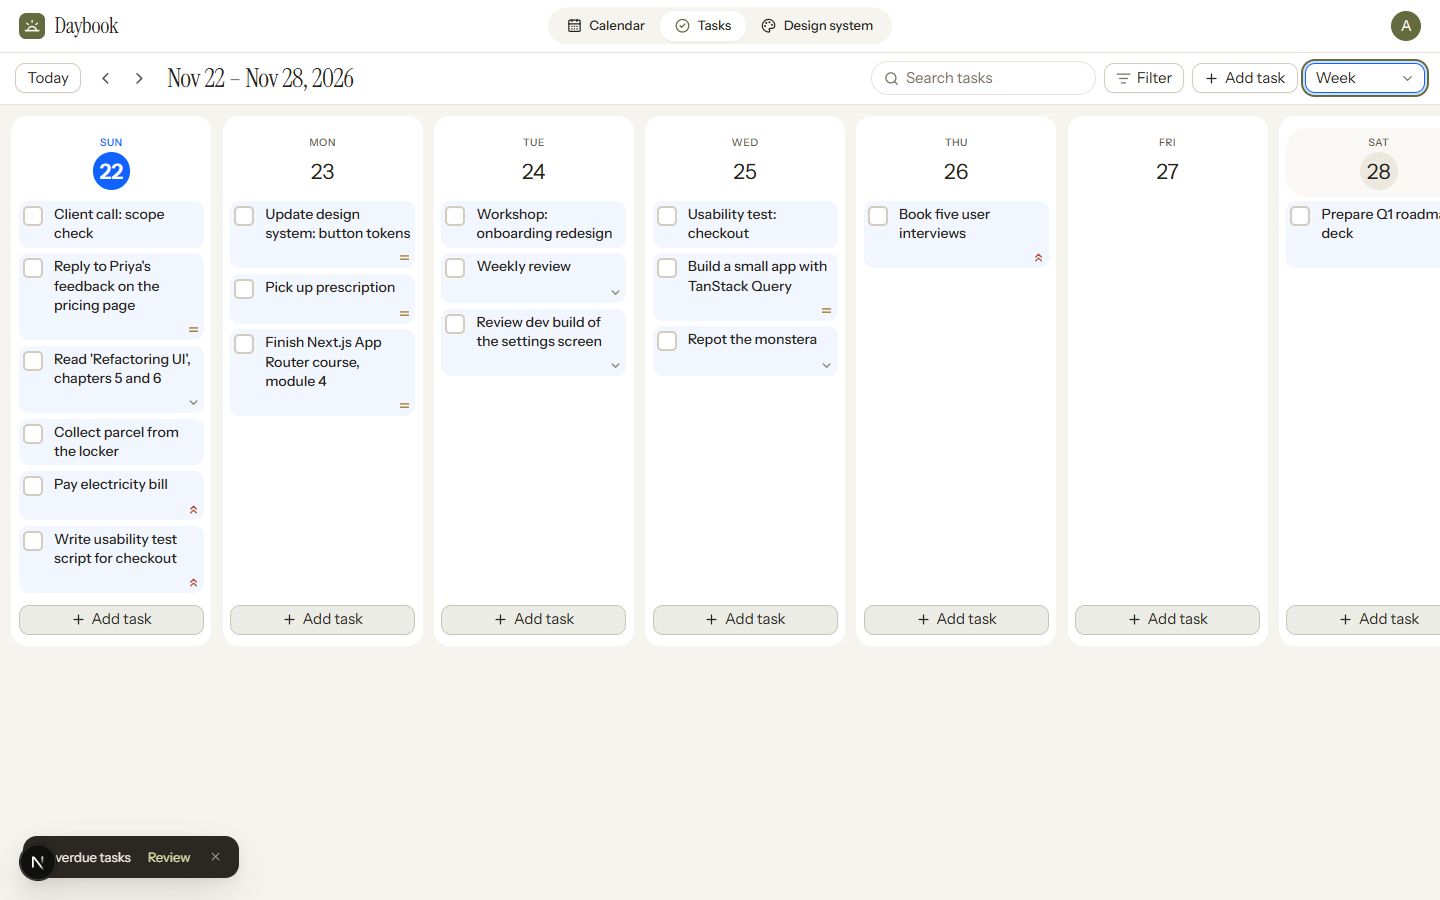 Daybook
Calendar
Tasks
Design system
A
Today
Nov 22 – Nov 28, 2026
Search tasks
Filter
Add task
Week
SUN
22
Client call: scope
check
Reply to Priya's
feedback on the
pricing page
Read 'Refactoring UI',
chapters 5 and 6
Collect parcel from
the locker
Pay electricity bill
Write usability test
script for checkout
Add task
MON
23
Update design
system: button tokens
Pick up prescription
Finish Next.js App
Router course,
module 4
Add task
TUE
24
Workshop:
onboarding redesign
Weekly review
Review dev build of
the settings screen
Add task
WED
25
Usability test:
checkout
Build a small app with
TanStack Query
Repot the monstera
Add task
THU
26
Book five user
interviews
Add task
FRI
27
Add task
SAT
28
Prepare Q1 roadma
deck
Add task
N
verdue tasks
Review